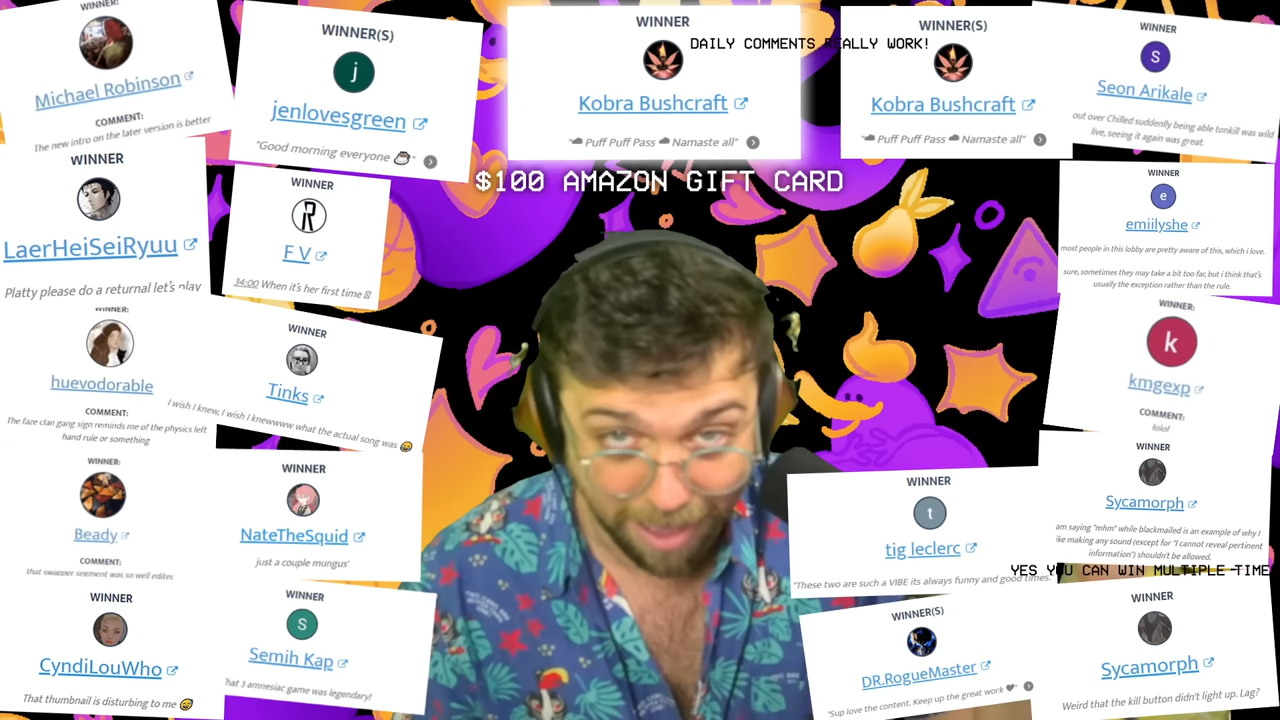 WINNER:
Michael Robinson
COMMENT:
The new intro on the later version is better
WINNER(S)
j
jenlovesgreen
"Good morning everyone ☕"
WINNER
Kobra Bushcraft
"☁ Puff Puff Pass ☁ Namaste all"
DAILY COMMENTS REALLY WORK!
WINNER(S)
Kobra Bushcraft
"☁ Puff Puff Pass ☁ Namaste all"
S
Seon Arikale
out over Chilled suddenlly being able tonkill was wild
live, seeing it again was great.
$100 AMAZON GIFT CARD
WINNER
LaerHeiSeiRyuu
Platty please do a returnal let's play
WINNER
R
F V
34:00 When it's her first time
WINNER
e
emiilyshe
most people in this lobby are pretty aware of this, which i love.
sure, sometimes they may take a bit too far, but i think that's
usually the exception rather than the rule.
WINNER:
huevodorable
COMMENT:
The faze clan gang sign reminds me of the physics left
hand rule or something
WINNER
Tinks
I wish I knew, I wish I knewwwww what the actual song was 😅
WINNER:
k
kmgexp
COMMENT:
lolol
WINNER:
Beady
COMMENT:
that swapper segment was so well edites
WINNER
NateTheSquid
just a couple mungus'
WINNER
t
tig leclerc
"These two are such a VIBE its always funny and good times."
WINNER
Sycamorph
am saying "mhm" while blackmailed is an example of why I
ike making any sound (except for "I cannot reveal pertinent
information") shouldn't be allowed.
YES YOU CAN WIN MULTIPLE TIME
WINNER
CyndiLouWho
That thumbnail is disturbing to me 😅
WINNER
S
Semih Kap
That 3 amnesiac game was legendary!
WINNER(S)
DR.RogueMaster
"Sup love the content. Keep up the great work 🖤"
WINNER
Sycamorph
Weird that the kill button didn't light up. Lag?